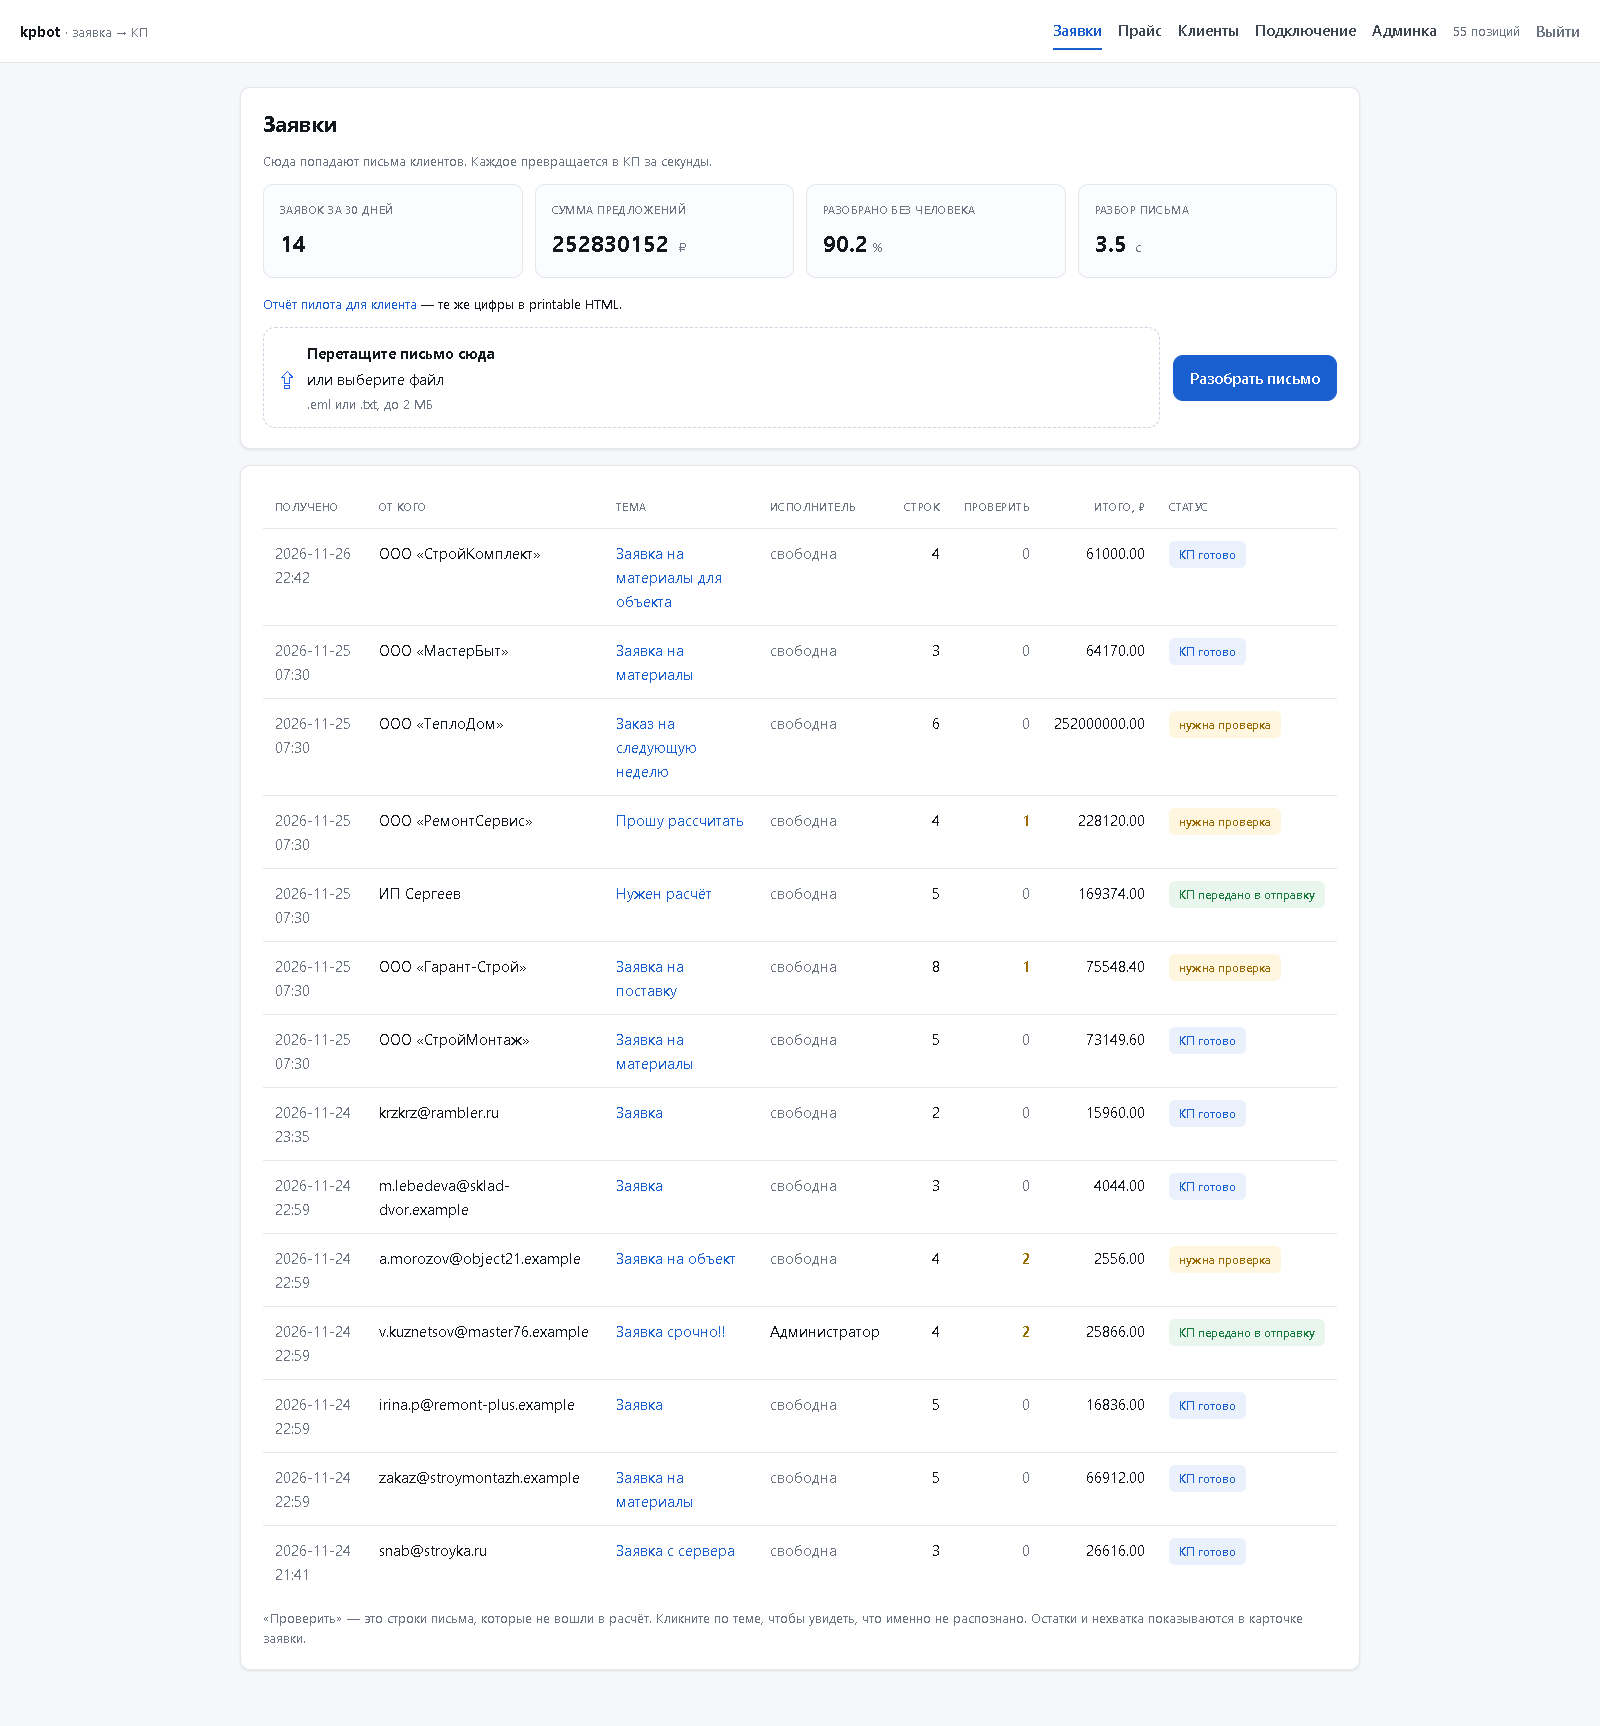 kpbot · заявка → КП
Заявки Прайс Клиенты Подключение Админка 55 позиций Выйти
Заявки
Сюда попадают письма клиентов. Каждое превращается в КП за секунды.
ЗАЯВОК ЗА 30 ДНЕЙ
14
СУММА ПРЕДЛОЖЕНИЙ
252830152 ₽
РАЗОБРАНО БЕЗ ЧЕЛОВЕКА
90.2 %
РАЗБОР ПИСЬМА
3.5 с
Отчёт пилота для клиента — те же цифры в printable HTML.
Перетащите письмо сюда
или выберите файл
.eml или .txt, до 2 МБ
Разобрать письмо
ПОЛУЧЕНО ОТ КОГО ТЕМА ИСПОЛНИТЕЛЬ СТРОК ПРОВЕРИТЬ ИТОГО, ₽ СТАТУС
2026-11-26 ООО «СтройКомплект» Заявка на свободна 4 0 61000.00 КП готово
22:42 материалы для
объекта
2026-11-25 ООО «МастерБыт» Заявка на свободна 3 0 64170.00 КП готово
07:30 материалы
2026-11-25 ООО «ТеплоДом» Заказ на свободна 6 0 252000000.00 нужна проверка
07:30 следующую
неделю
2026-11-25 ООО «РемонтСервис» Прошу рассчитать свободна 4 1 228120.00 нужна проверка
07:30
2026-11-25 ИП Сергеев Нужен расчёт свободна 5 0 169374.00 КП передано в отправку
07:30
2026-11-25 ООО «Гарант-Строй» Заявка на свободна 8 1 75548.40 нужна проверка
07:30 поставку
2026-11-25 ООО «СтройМонтаж» Заявка на свободна 5 0 73149.60 КП готово
07:30 материалы
2026-11-24 krzkrz@rambler.ru Заявка свободна 2 0 15960.00 КП готово
23:35
2026-11-24 m.lebedeva@sklad- Заявка свободна 3 0 4044.00 КП готово
22:59 dvor.example
2026-11-24 a.morozov@object21.example Заявка на объект свободна 4 2 2556.00 нужна проверка
22:59
2026-11-24 v.kuznetsov@master76.example Заявка срочно!! Администратор 4 2 25866.00 КП передано в отправку
22:59
2026-11-24 irina.p@remont-plus.example Заявка свободна 5 0 16836.00 КП готово
22:59
2026-11-24 zakaz@stroymontazh.example Заявка на свободна 5 0 66912.00 КП готово
22:59 материалы
2026-11-24 snab@stroyka.ru Заявка с сервера свободна 3 0 26616.00 КП готово
21:41
«Проверить» — это строки письма, которые не вошли в расчёт. Кликните по теме, чтобы увидеть, что именно не распознано. Остатки и нехватка показываются в карточке
заявки.